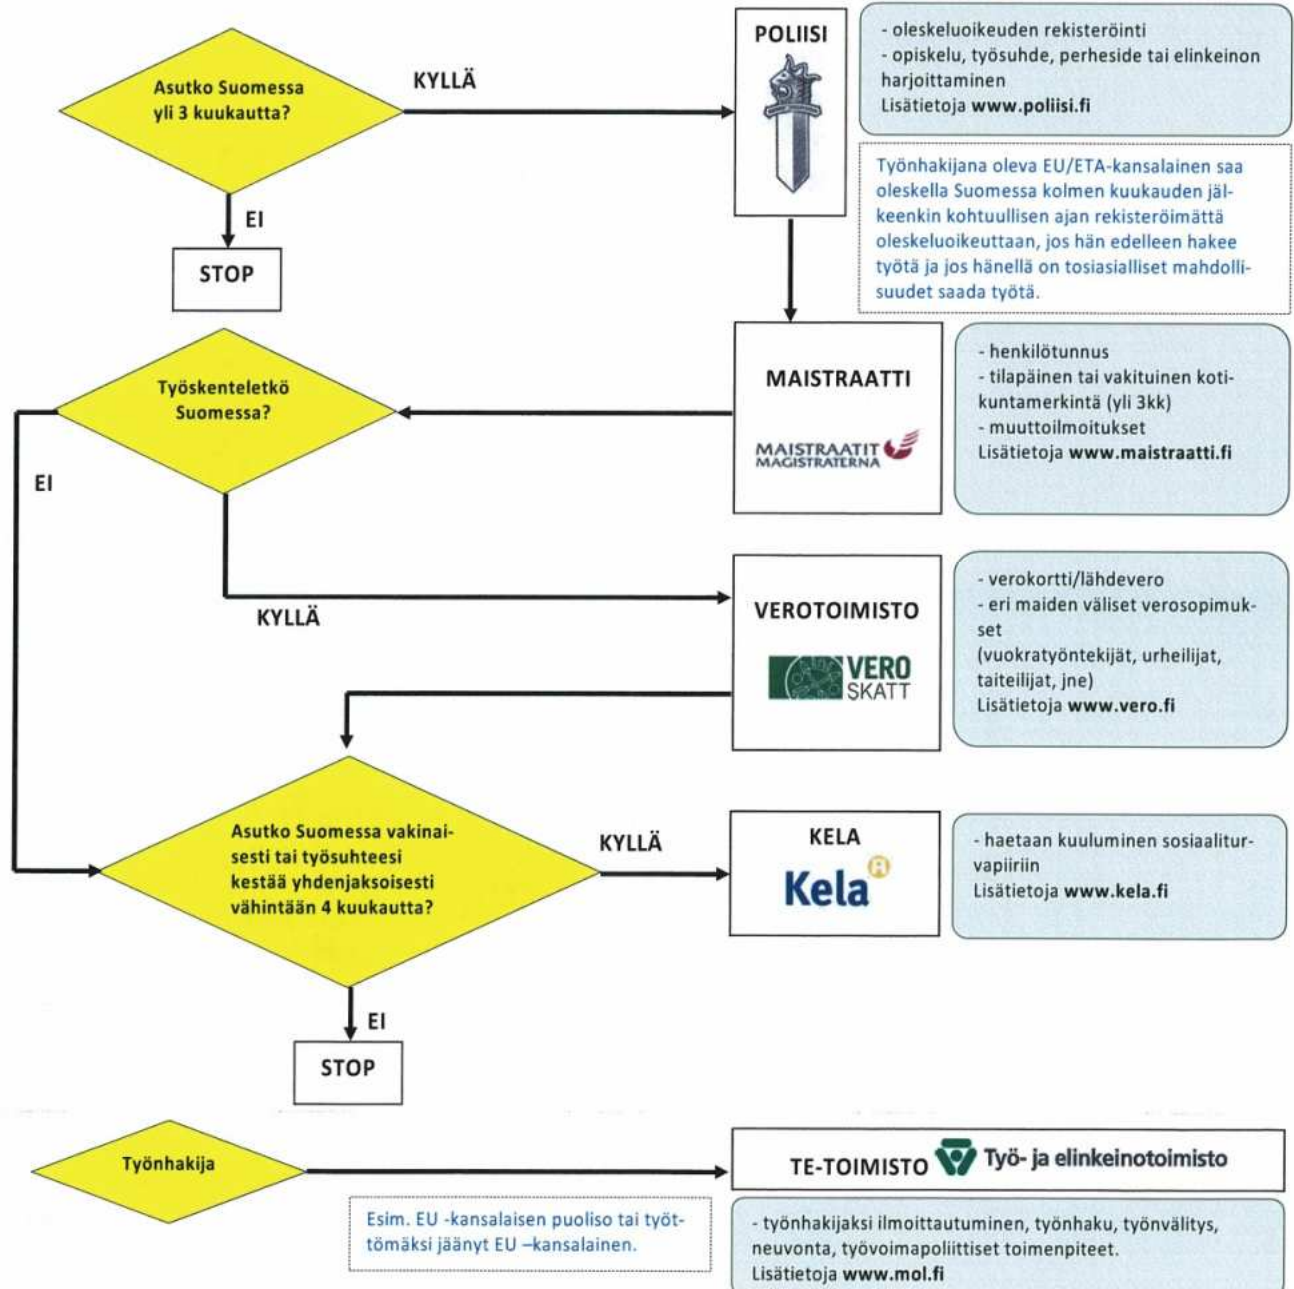 Asutko Suomessa
yli 3 kuukautta?
KYLLÄ
POLIISI
- oleskeluoikeuden rekisteröinti
- opiskelu, työsuhde, perheside tai elinkeinon
harjoittaminen
Lisätietoja www.poliisi.fi
Työnhakijana oleva EU/ETA-kansalainen saa
oleskella Suomessa kolmen kuukauden jäl-
keenkin kohtuullisen ajan rekisteröimättä
oleskeluoikeuttaan, jos hän edelleen hakee
työtä ja jos hänellä on tosiasialliset mahdolli-
suudet saada työtä.
EI
STOP
Työskenteletkö
Suomessa?
MAISTRAATTI
MAISTRAATIT
MAGISTRATERNA
- henkilötunnus
- tilapäinen tai vakituinen koti-
kuntamerkintä (yli 3kk)
- muuttoilmoitukset
Lisätietoja www.maistraatti.fi
EI
KYLLÄ
VEROTOIMISTO
VERO
SKATT
- verokortti/lähdevero
- eri maiden väliset verosopimuk-
set
(vuokratyöntekijät, urheilijat,
taiteilijat, jne)
Lisätietoja www.vero.fi
Asutko Suomessa vakinai-
sesti tai työsuhteesi
kestää yhdenjaksoisesti
vähintään 4 kuukautta?
KYLLÄ
KELA
Kela
- haetaan kuuluminen sosiaalitur-
vapiiriin
Lisätietoja www.kela.fi
EI
STOP
Työnhakija
TE-TOIMISTO Työ- ja elinkeinotoimisto
Esim. EU -kansalaisen puoliso tai työt-
tömäksi jäänyt EU –kansalainen.
- työnhakijaksi ilmoittautuminen, työnhaku, työnvälitys,
neuvonta, työvoimapoliittiset toimenpiteet.
Lisätietoja www.mol.fi